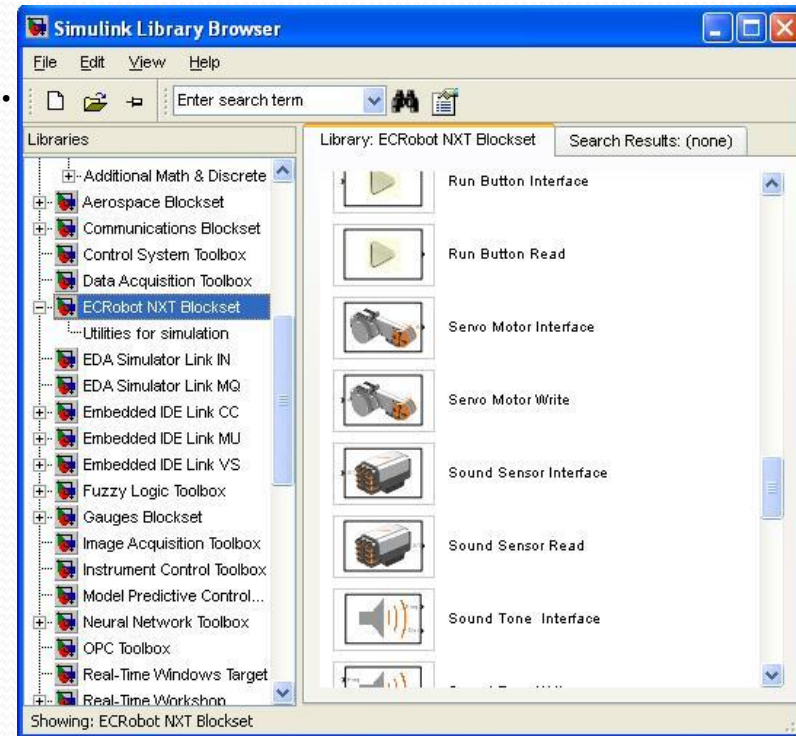 Simulink Library Browser
File Edit View Help
Enter search term
Libraries
Additional Math & Discrete
Aerospace Blockset
Communications Blockset
Control System Toolbox
Data Acquisition Toolbox
ECRobot NXT Blockset
Utilities for simulation
EDA Simulator Link IN
EDA Simulator Link MQ
Embedded IDE Link CC
Embedded IDE Link MU
Embedded IDE Link VS
Fuzzy Logic Toolbox
Gauges Blockset
Image Acquisition Toolbox
Instrument Control Toolbox
Model Predictive Control...
Neural Network Toolbox
OPC Toolbox
Real-Time Windows Target
Real-Time Workshop
Library: ECRobot NXT Blockset Search Results: (none)
Run Button Interface
Run Button Read
Servo Motor Interface
Servo Motor Write
Sound Sensor Interface
Sound Sensor Read
Sound Tone Interface
Showing: ECRobot NXT Blockset